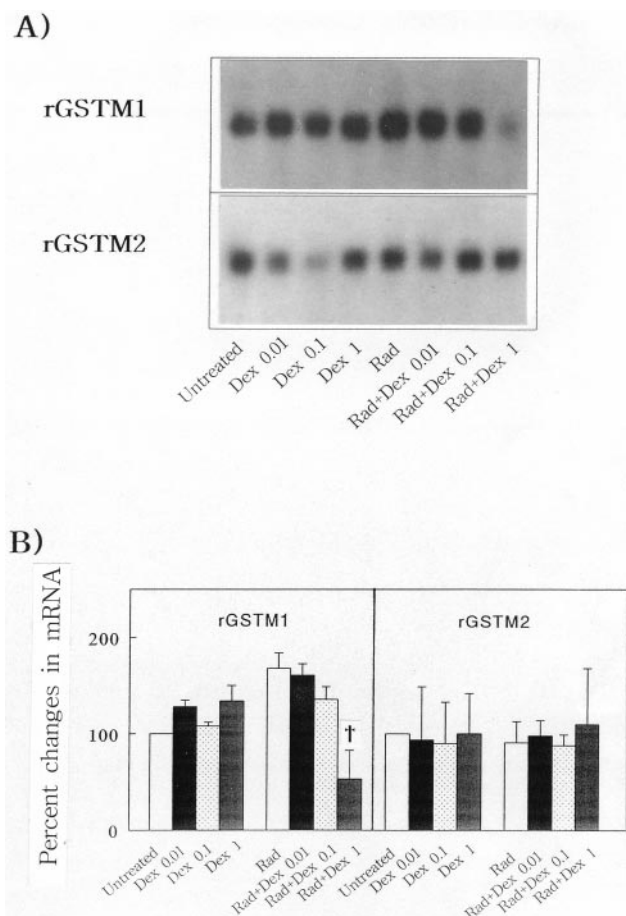 A)
rGSTM1
rGSTM2
Untreated
Dex 0.01
Dex 0.1
Dex 1
Rad
Rad+Dex 0.01
Rad+Dex 0.1
Rad+Dex 1
B)
Percent changes in mRNA
200
100
0
rGSTM1
rGSTM2
†
Untreated
Dex 0.01
Dex 0.1
Dex 1
Rad
Rad+Dex 0.01
Rad+Dex 0.1
Rad+Dex 1
Untreated
Dex 0.01
Dex 0.1
Dex 1
Rad
Rad+Dex 0.01
Rad+Dex 0.1
Rad+Dex 1